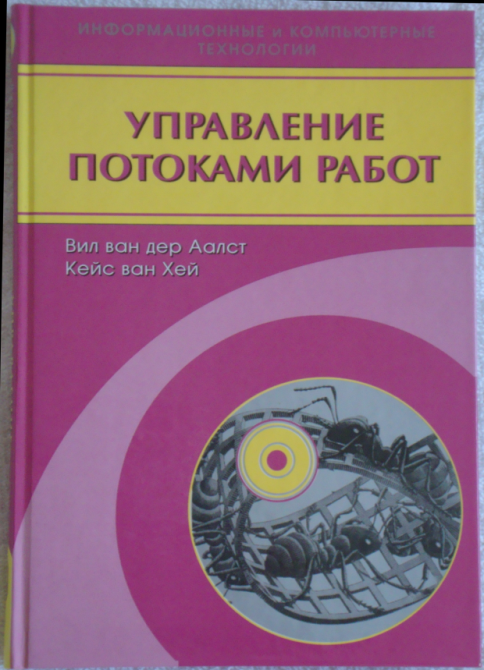 ИНФОРМАЦИОННЫЕ и КОМПЬЮТЕРНЫЕ
ТЕХНОЛОГИИ
УПРАВЛЕНИЕ
ПОТОКАМИ РАБОТ
Вил ван дер Аалст
Кейс ван Хей